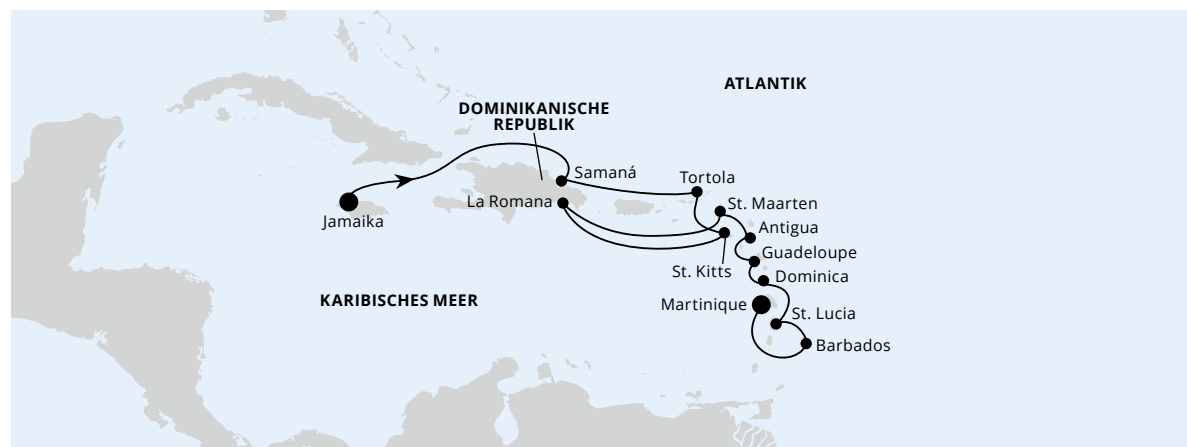 ATLANTIK
DOMINIKANISCHE
REPUBLIK
Samaná
Tortola
La Romana
St. Maarten
Jamaika
Antigua
Guadeloupe
St. Kitts
Dominica
KARIBISCHES MEER
Martinique
St. Lucia
Barbados